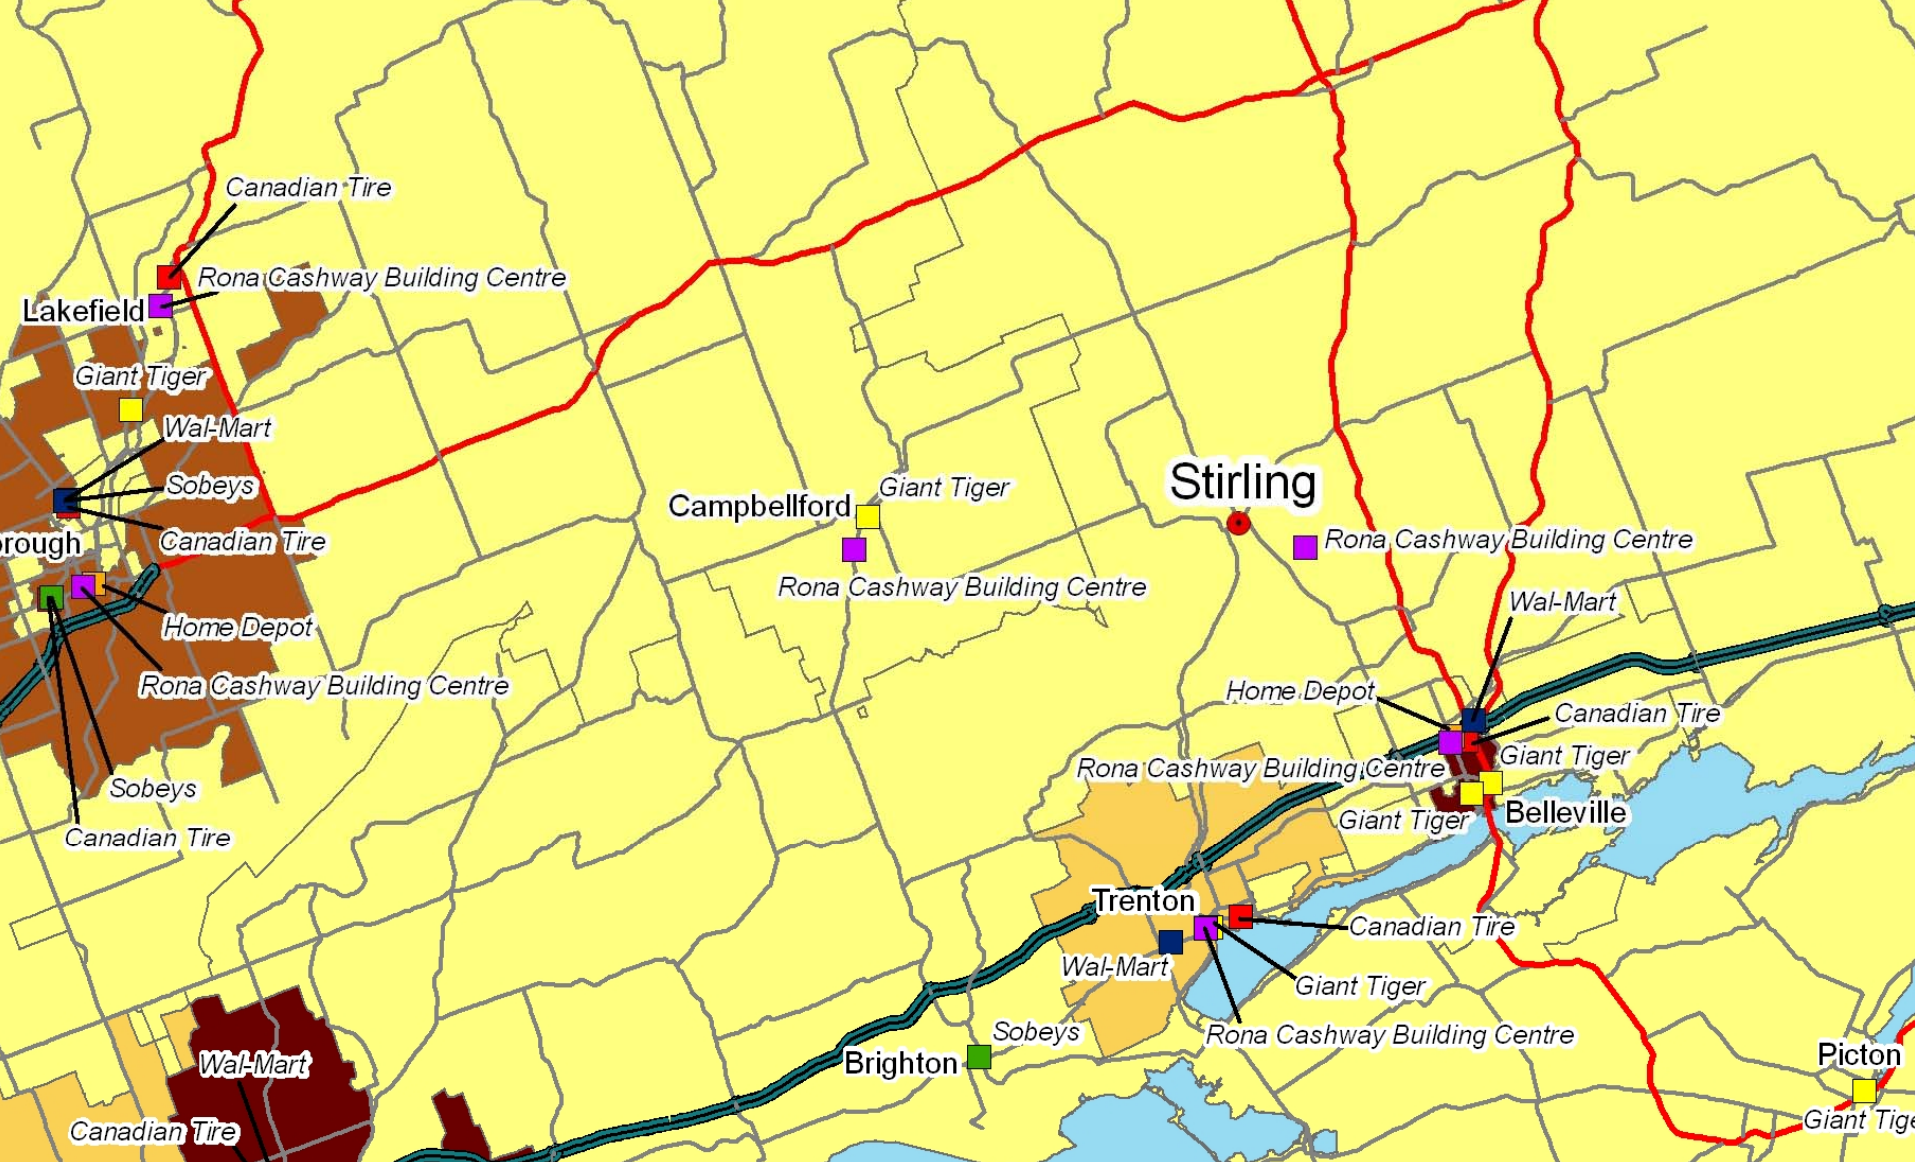 Canadian Tire
Rona Cashway Building Centre
Lakefield
Giant Tiger
Wal-Mart
Sobeys
Canadian Tire
orough
Home Depot
Rona Cashway Building Centre
Sobeys
Canadian Tire
Stirling
Giant Tiger
Campbellford
Rona Cashway Building Centre
Rona Cashway Building Centre
Wal-Mart
Home Depot
Canadian Tire
Giant Tiger
Rona Cashway Building Centre
Giant Tiger
Belleville
Trenton
Canadian Tire
Wal-Mart
Giant Tiger
Rona Cashway Building Centre
Sobeys
Brighton
Picton
Giant Tige
Wal-Mart
Canadian Tire